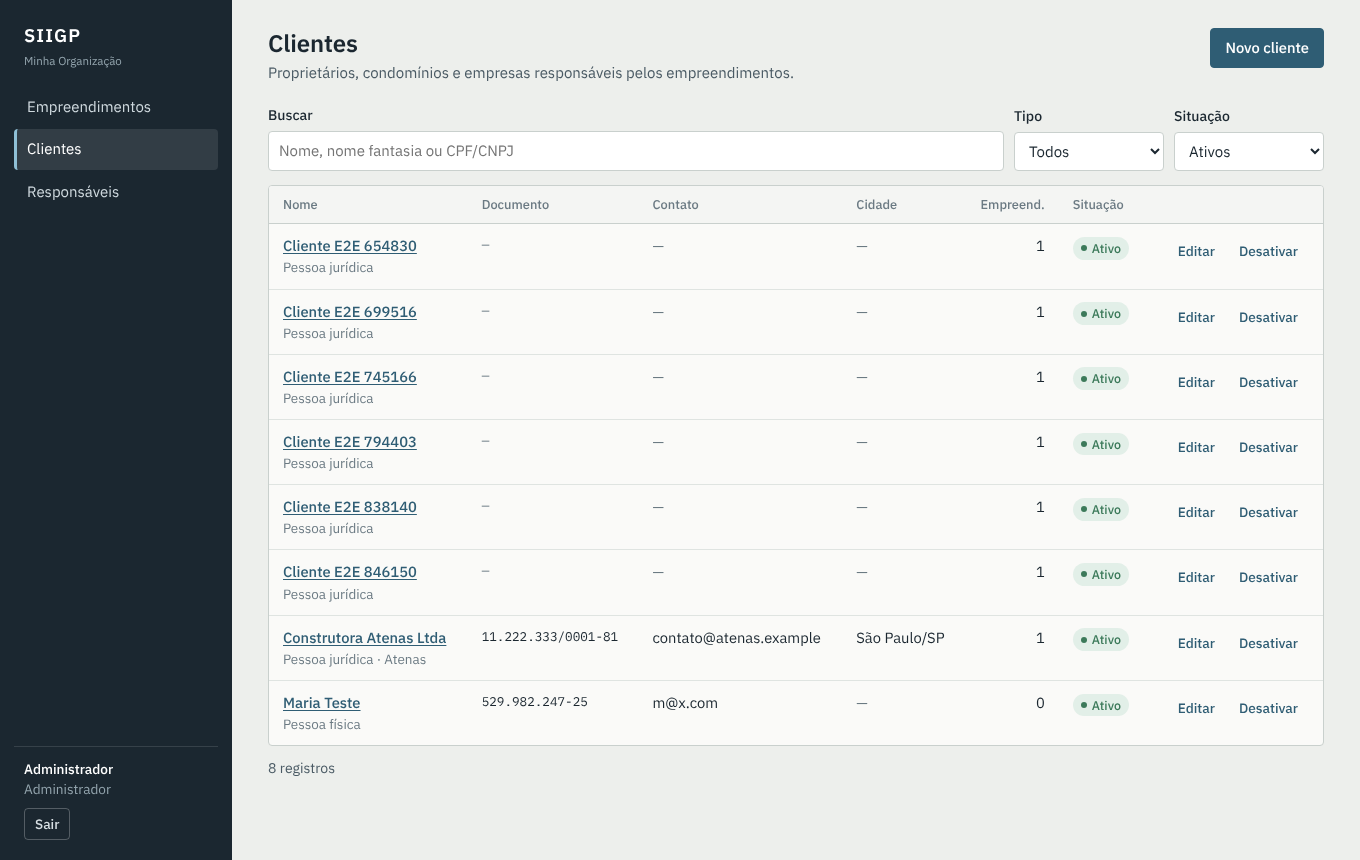 SIIGP
Minha Organização
Empreendimentos
Clientes
Responsáveis
Administrador
Administrador
Sair
Clientes
Proprietários, condomínios e empresas responsáveis pelos empreendimentos.
Novo cliente
Buscar
Nome, nome fantasia ou CPF/CNPJ
Tipo
Todos
Situação
Ativos
Nome Documento Contato Cidade Empreend. Situação
Cliente E2E 654830 — — — 1 Ativo Editar Desativar
Pessoa jurídica
Cliente E2E 699516 — — — 1 Ativo Editar Desativar
Pessoa jurídica
Cliente E2E 745166 — — — 1 Ativo Editar Desativar
Pessoa jurídica
Cliente E2E 794403 — — — 1 Ativo Editar Desativar
Pessoa jurídica
Cliente E2E 838140 — — — 1 Ativo Editar Desativar
Pessoa jurídica
Cliente E2E 846150 — — — 1 Ativo Editar Desativar
Pessoa jurídica
Construtora Atenas Ltda 11.222.333/0001-81 contato@atenas.example São Paulo/SP 1 Ativo Editar Desativar
Pessoa jurídica · Atenas
Maria Teste 529.982.247-25 m@x.com — 0 Ativo Editar Desativar
Pessoa física
8 registros